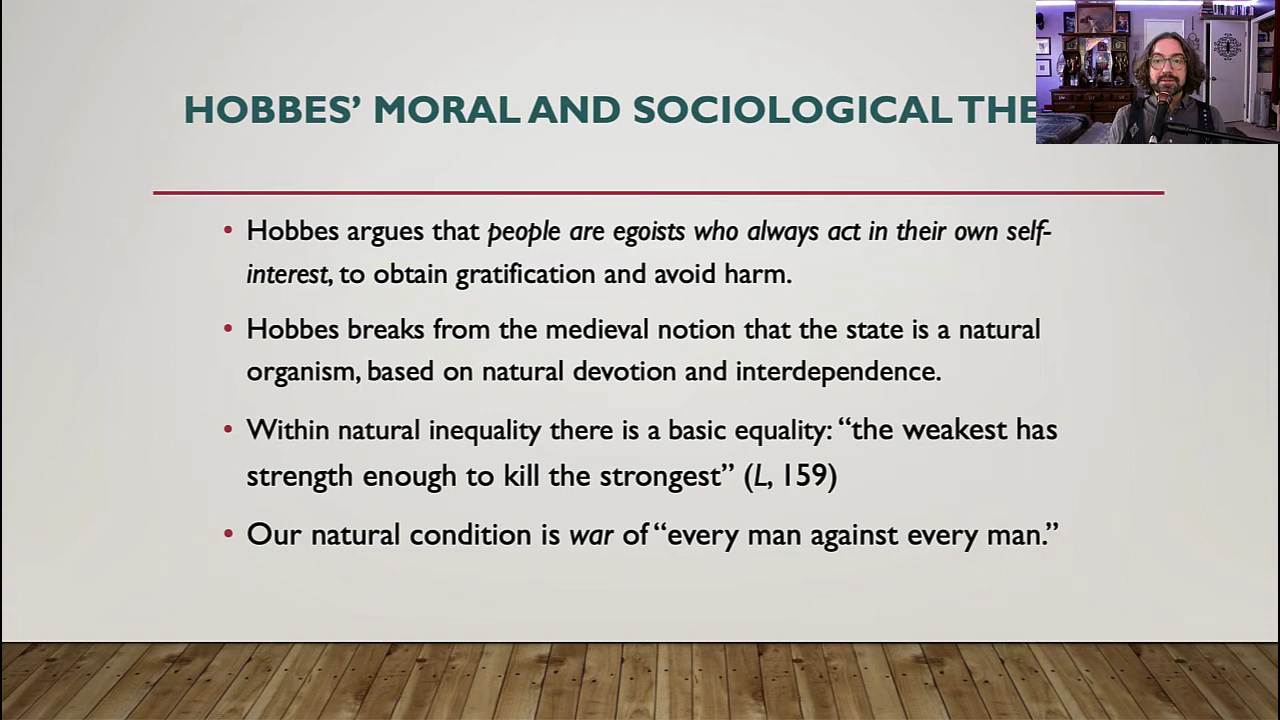 HOBBES’ MORAL AND SOCIOLOGICAL THE
• Hobbes argues that people are egoists who always act in their own self-
interest, to obtain gratification and avoid harm.
• Hobbes breaks from the medieval notion that the state is a natural
organism, based on natural devotion and interdependence.
• Within natural inequality there is a basic equality: “the weakest has
strength enough to kill the strongest” (L, 159)
• Our natural condition is war of “every man against every man.”